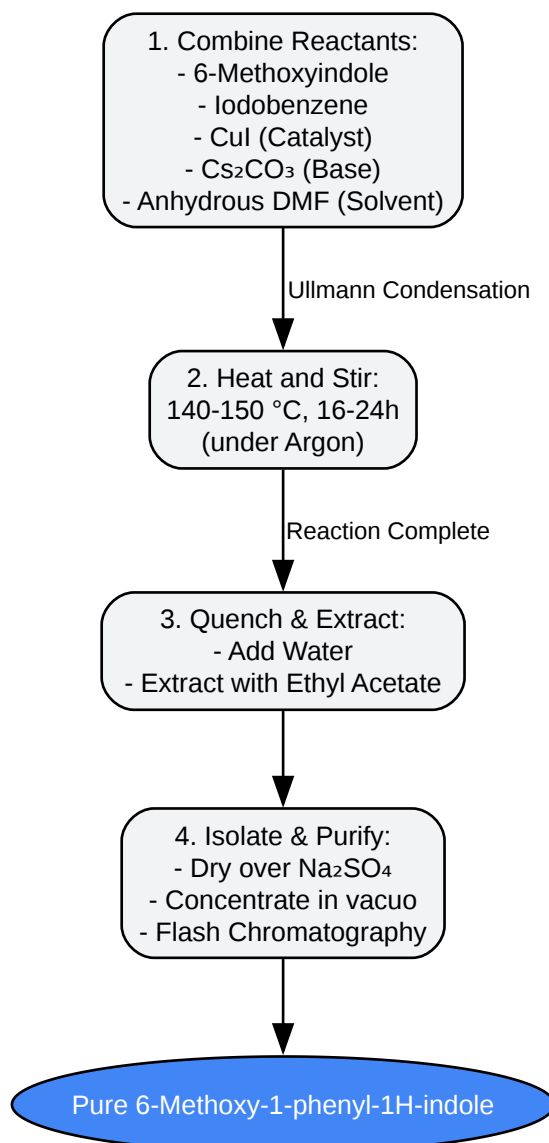 1. Combine Reactants:
- 6-Methoxyindole
- Iodobenzene
- CuI (Catalyst)
- Cs₂CO₃ (Base)
- Anhydrous DMF (Solvent)
Ullmann Condensation
2. Heat and Stir:
140-150 °C, 16-24h
(under Argon)
Reaction Complete
3. Quench & Extract:
- Add Water
- Extract with Ethyl Acetate
4. Isolate & Purify:
- Dry over Na₂SO₄
- Concentrate in vacuo
- Flash Chromatography
Pure 6-Methoxy-1-phenyl-1H-indole